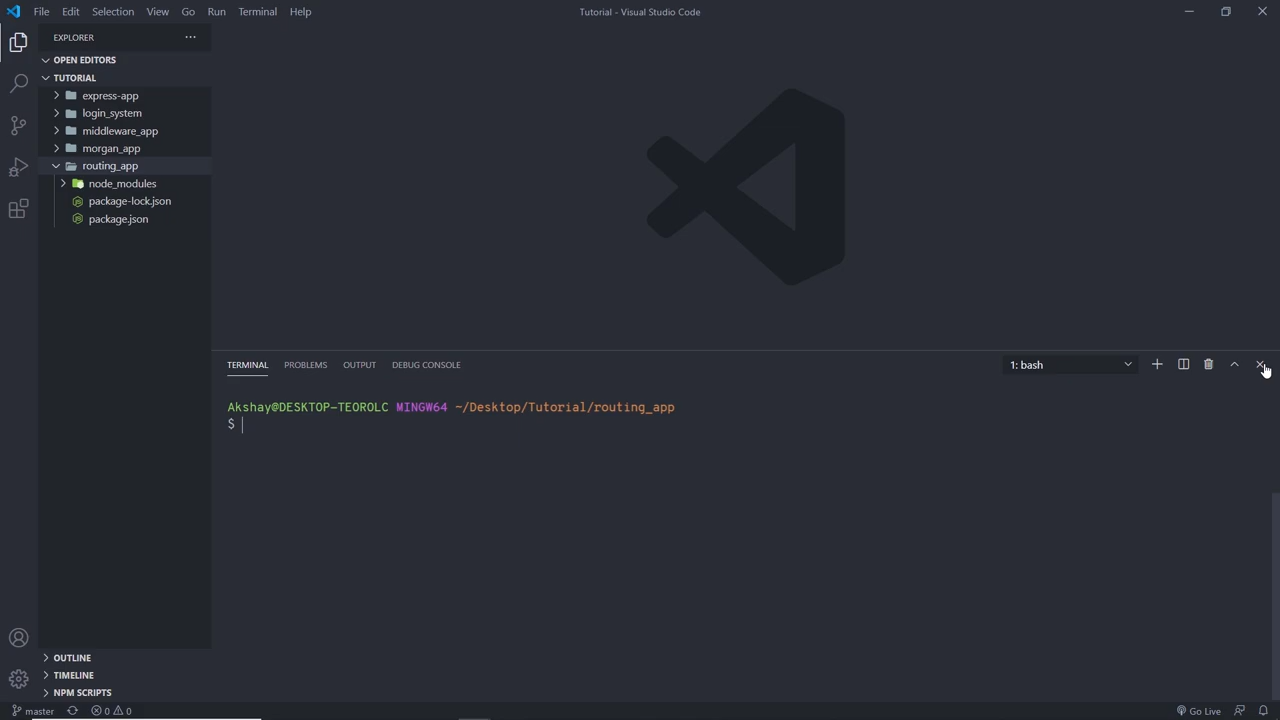 File Edit Selection View Go Run Terminal Help
Tutorial - Visual Studio Code
EXPLORER
OPEN EDITORS
TUTORIAL
express-app
login_system
middleware_app
morgan_app
routing_app
node_modules
package-lock.json
package.json
TERMINAL PROBLEMS OUTPUT DEBUG CONSOLE
1: bash
Akshay@DESKTOP-TEOROLC MINGW64 ~/Desktop/Tutorial/routing_app
$
OUTLINE
TIMELINE
NPM SCRIPTS
master 0 0 Go Live